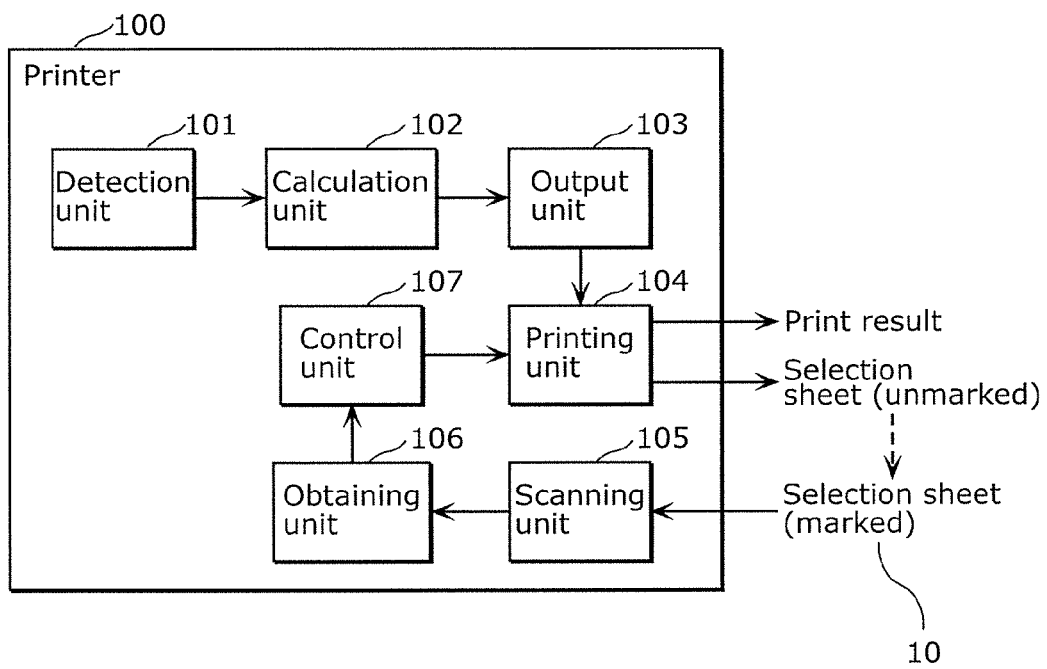 100
Printer
101
102
103
Detection
unit
Calculation
unit
Output
unit
107
104
Control
unit
Printing
unit
Print result
Selection
sheet (unmarked)
106
105
Obtaining
unit
Scanning
unit
Selection sheet
(marked)
10